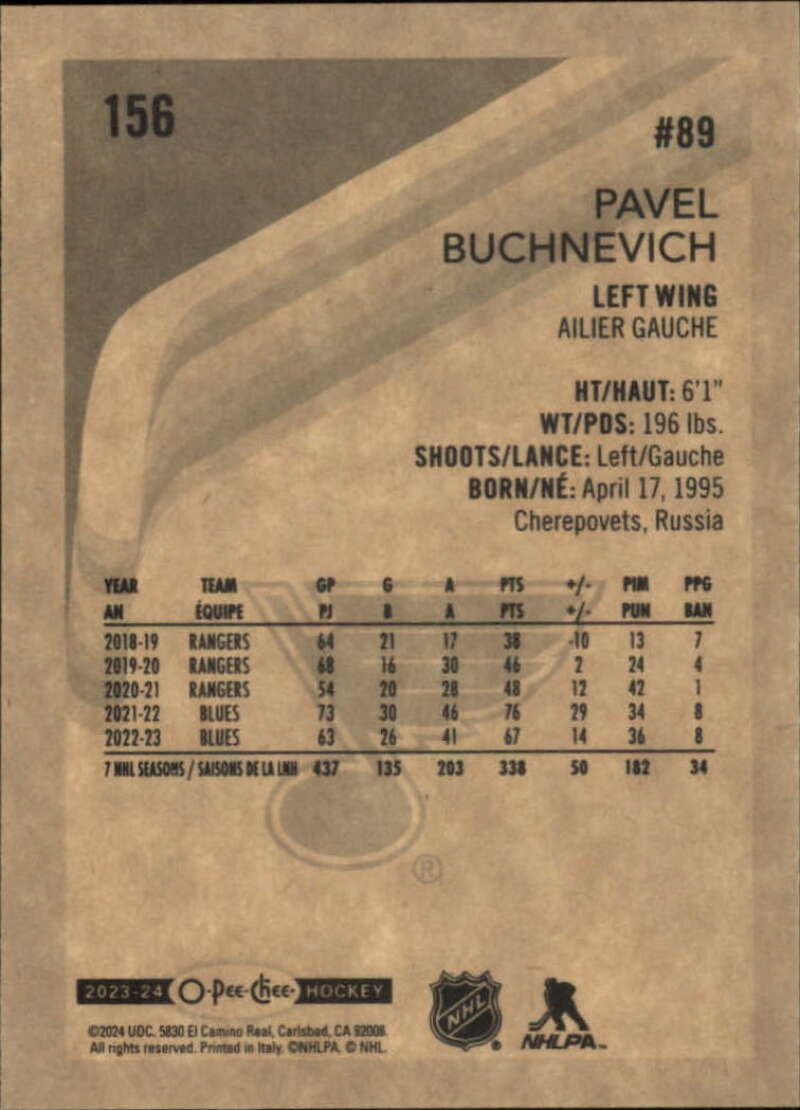 156
#89
PAVEL
BUCHNEVICH
LEFT WING
AILIER GAUCHE
HT/HAUT: 6'1"
WT/PDS: 196 lbs.
SHOOTS/LANCE: Left/Gauche
BORN/NÉ: April 17, 1995
Cherepovets, Russia
YEAR TEAM GP G A PTS +/- PIM PPG
AN ÉQUIPE PJ B A PTS +/- PUN BAN
2018-19 RANGERS 64 21 17 38 -10 13 7
2019-20 RANGERS 68 16 30 46 2 24 4
2020-21 RANGERS 54 20 28 48 12 42 1
2021-22 BLUES 73 30 46 76 29 34 8
2022-23 BLUES 63 26 41 67 14 36 8
7 NHL SEASONS / SAISONS DE LA LNH 437 135 203 338 50 182 34
®
2023-24 O-Pee-Chee HOCKEY
©2024 UDC. 5830 El Camino Real, Carlsbad, CA 92008.
All rights reserved. Printed in Italy. ©NHLPA. © NHL.
NHL
NHLPA